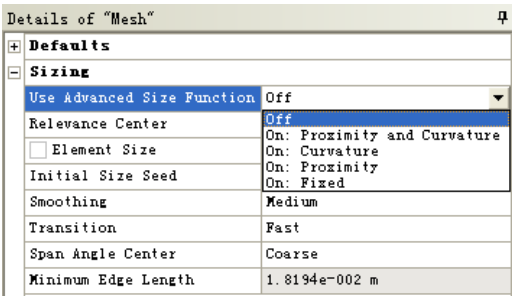 Details of "Mesh"
Defaults
Sizing
Use Advanced Size Function Off
Relevance Center Off
On: Proximity and Curvature
Element Size On: Curvature
On: Proximity
Initial Size Seed On: Fixed
Smoothing Medium
Transition Fast
Span Angle Center Coarse
Minimum Edge Length 1.8194e-002 m